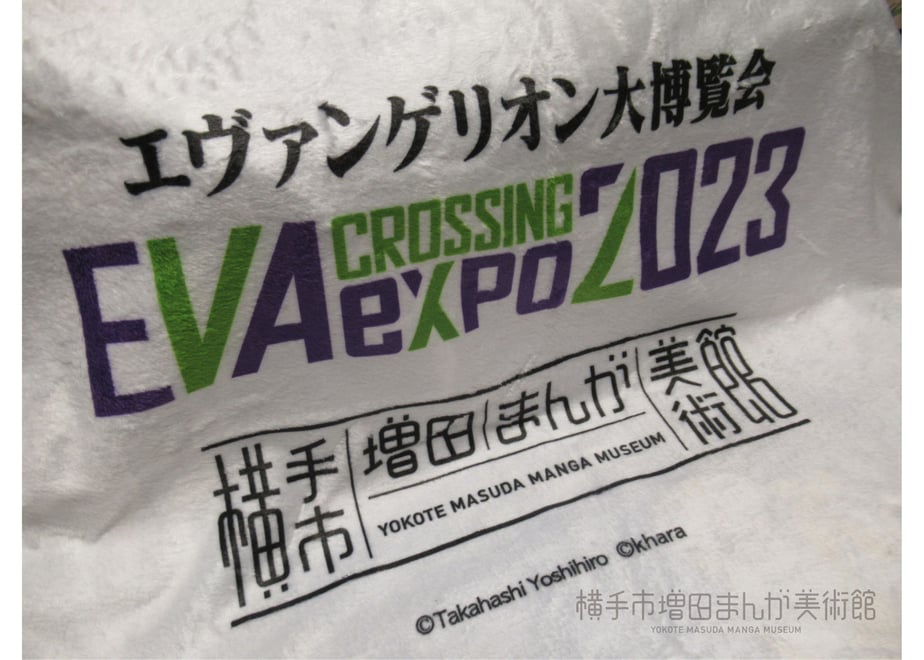 エヴァンゲリオン大博覧会
EVA CROSSING expo 2023
横手市 増田まんが美術館
YOKOTE MASUDA MANGA MUSEUM
©Takahashi Yoshihiro ©khara
横手市増田まんが美術館
YOKOTE MASUDA MANGA MUSEUM